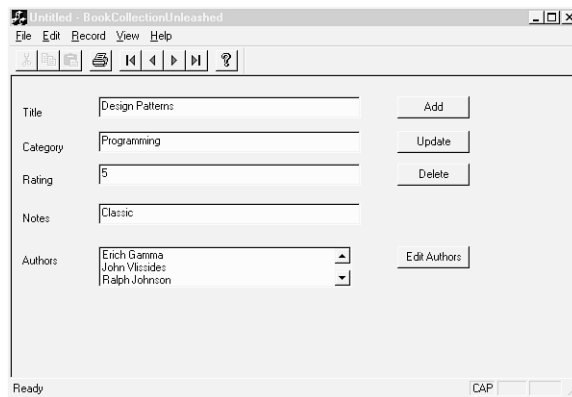 Untitled - BookCollectionUnleashed
File Edit Record View Help
Title Design Patterns Add
Category Programming Update
Rating 5 Delete
Notes Classic
Authors Erich Gamma Edit Authors
John Vlissides
Ralph Johnson
Ready CAP